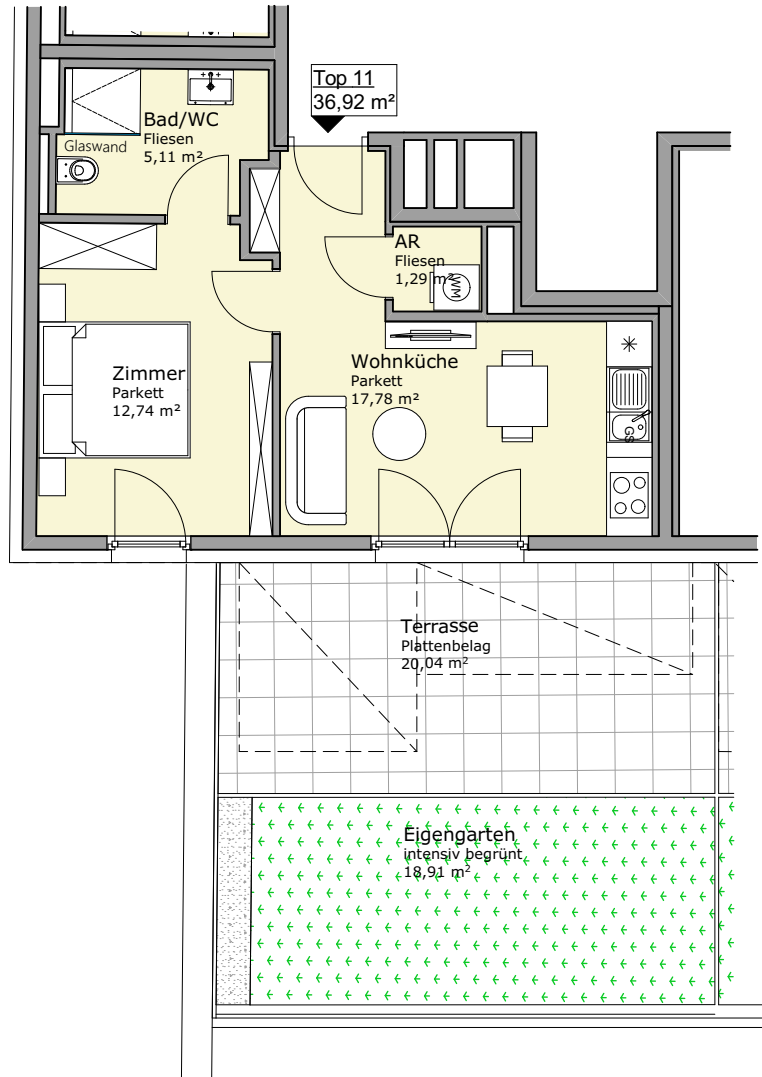 Top 11
36,92 m²
Bad/WC
Fliesen
5,11 m²
Glaswand
AR
Fliesen
1,29 m²
WM
Wohnküche
Parkett
17,78 m²
Zimmer
Parkett
12,74 m²
GS
Terrasse
Plattenbelag
20,04 m²
Eigengarten
intensiv begrünt
18,91 m²